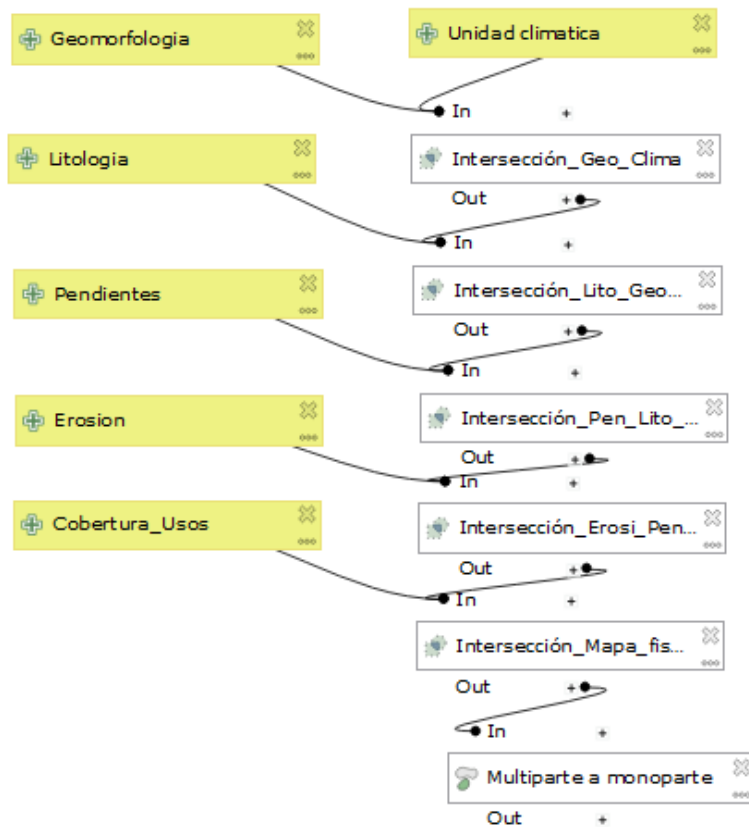 Geomorfologia
Unidad climatica
In
Litologia
Intersección_Geo_Clima
Out
In
Pendientes
Intersección_Lito_Geo...
Out
In
Erosion
Intersección_Pen_Lito_...
Out
In
Cobertura_Usos
Intersección_Erosi_Pen...
Out
In
Intersección_Mapa_fis...
Out
In
Multiparte a monoparte
Out